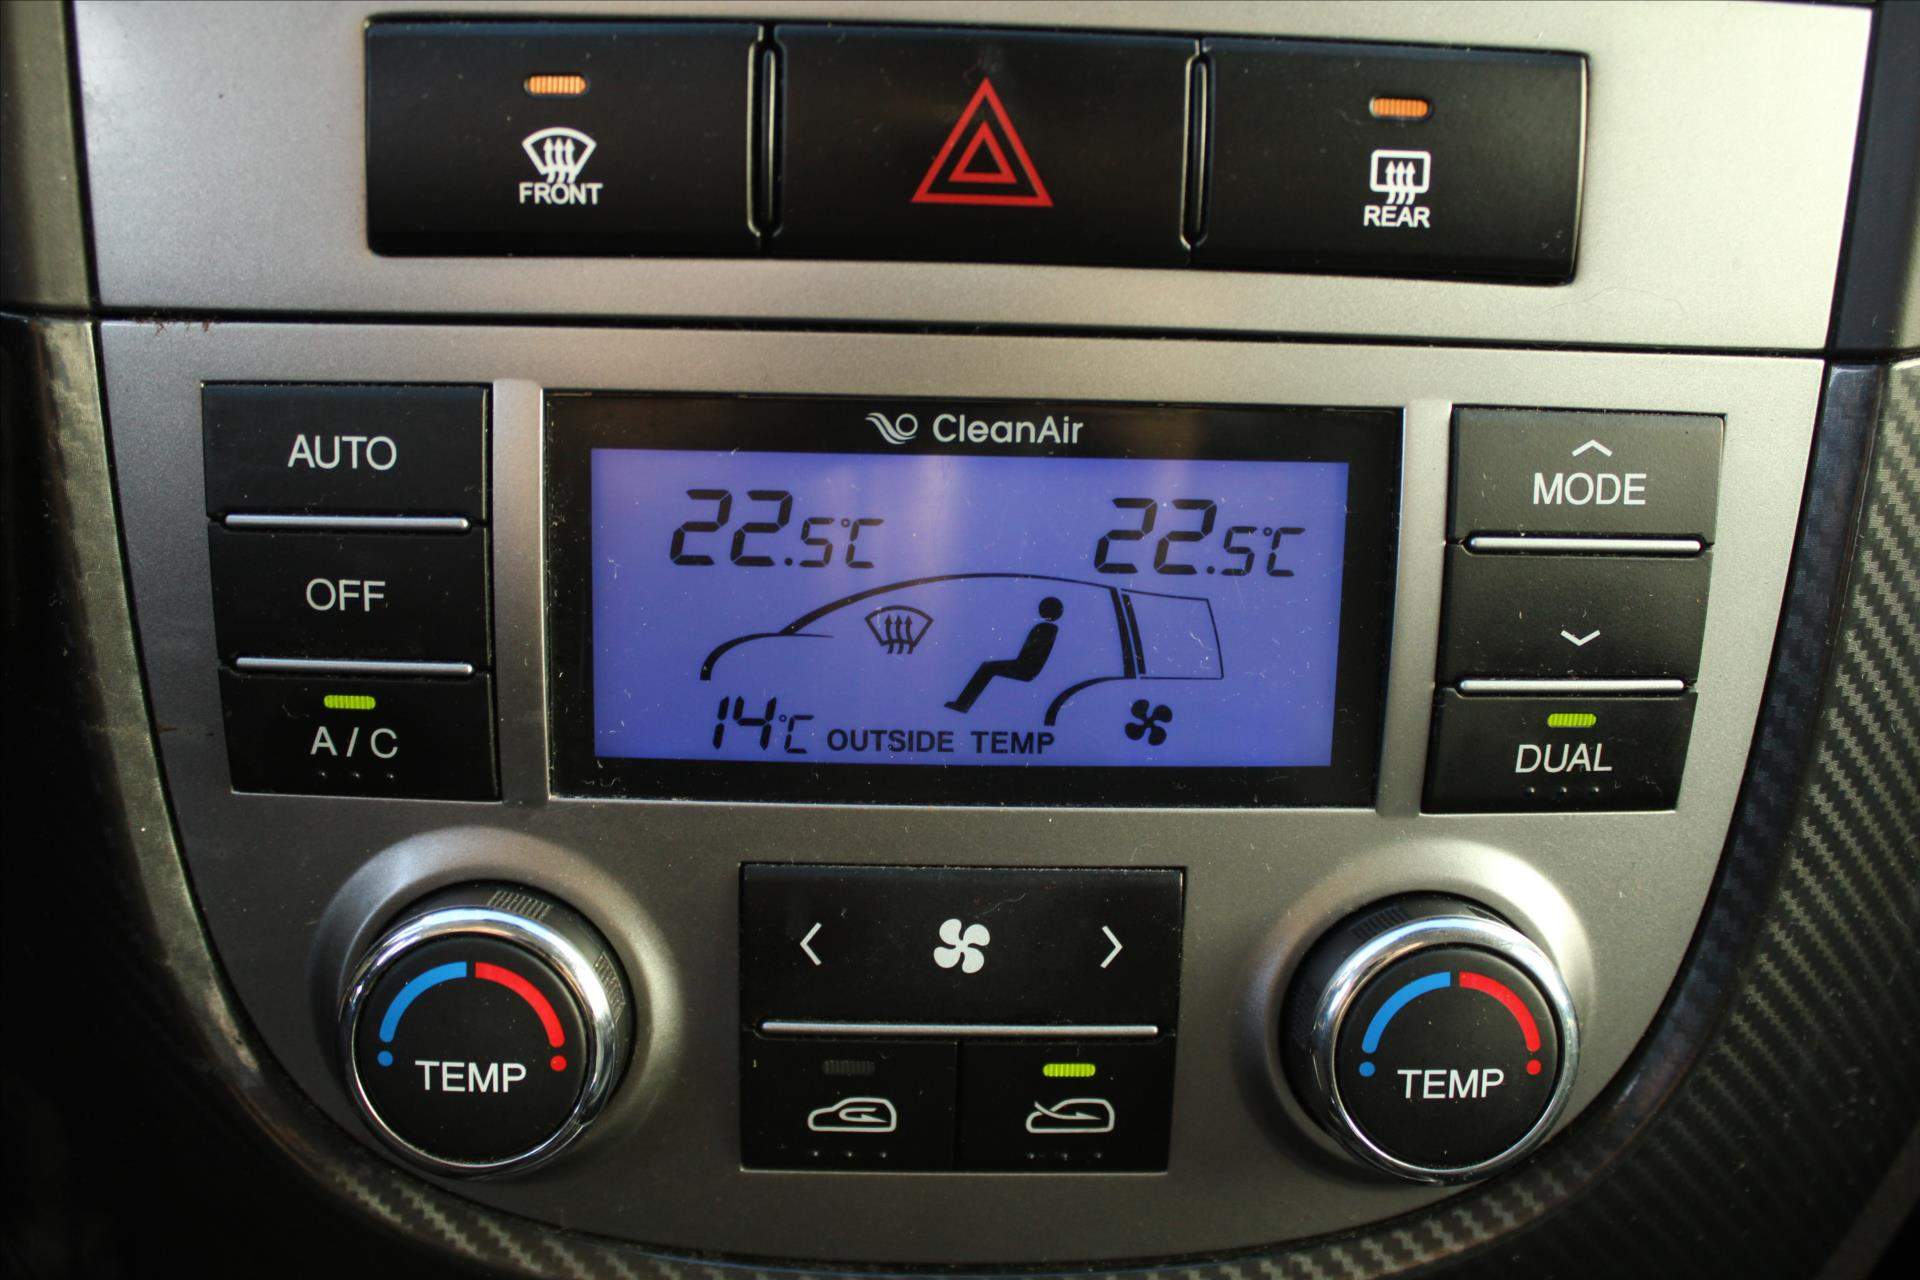 FRONT
REAR
CleanAir
AUTO
OFF
A/C
22.5°C
22.5°C
14°C OUTSIDE TEMP
MODE
DUAL
TEMP
TEMP